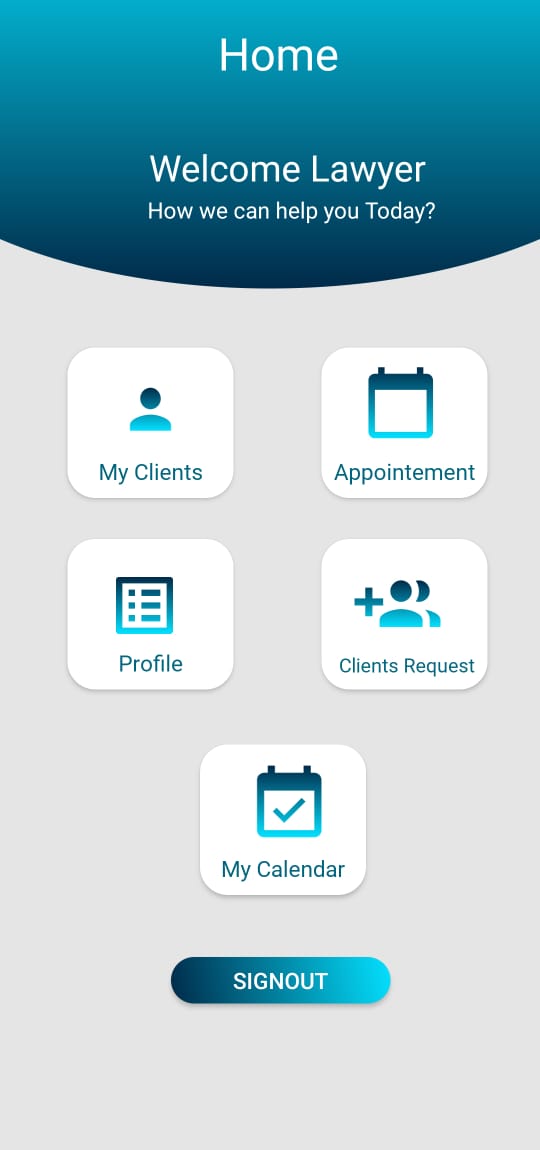 Home
Welcome Lawyer
How we can help you Today?
My Clients
Appointement
Profile
Clients Request
My Calendar
SIGNOUT